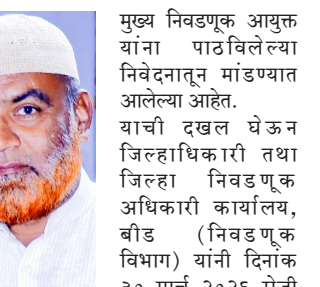 मुख्य निवडणूक आयुक्त
यांना पाठविलेल्या
निवेदनातून मांडण्यात
आलेल्या आहेत.
याची दखल घेऊन
जिल्हाधिकारी तथा
जिल्हा निवडणूक
अधिकारी कार्यालय,
बीड (निवडणूक
विभाग) यांनी दिनांक
मार्च